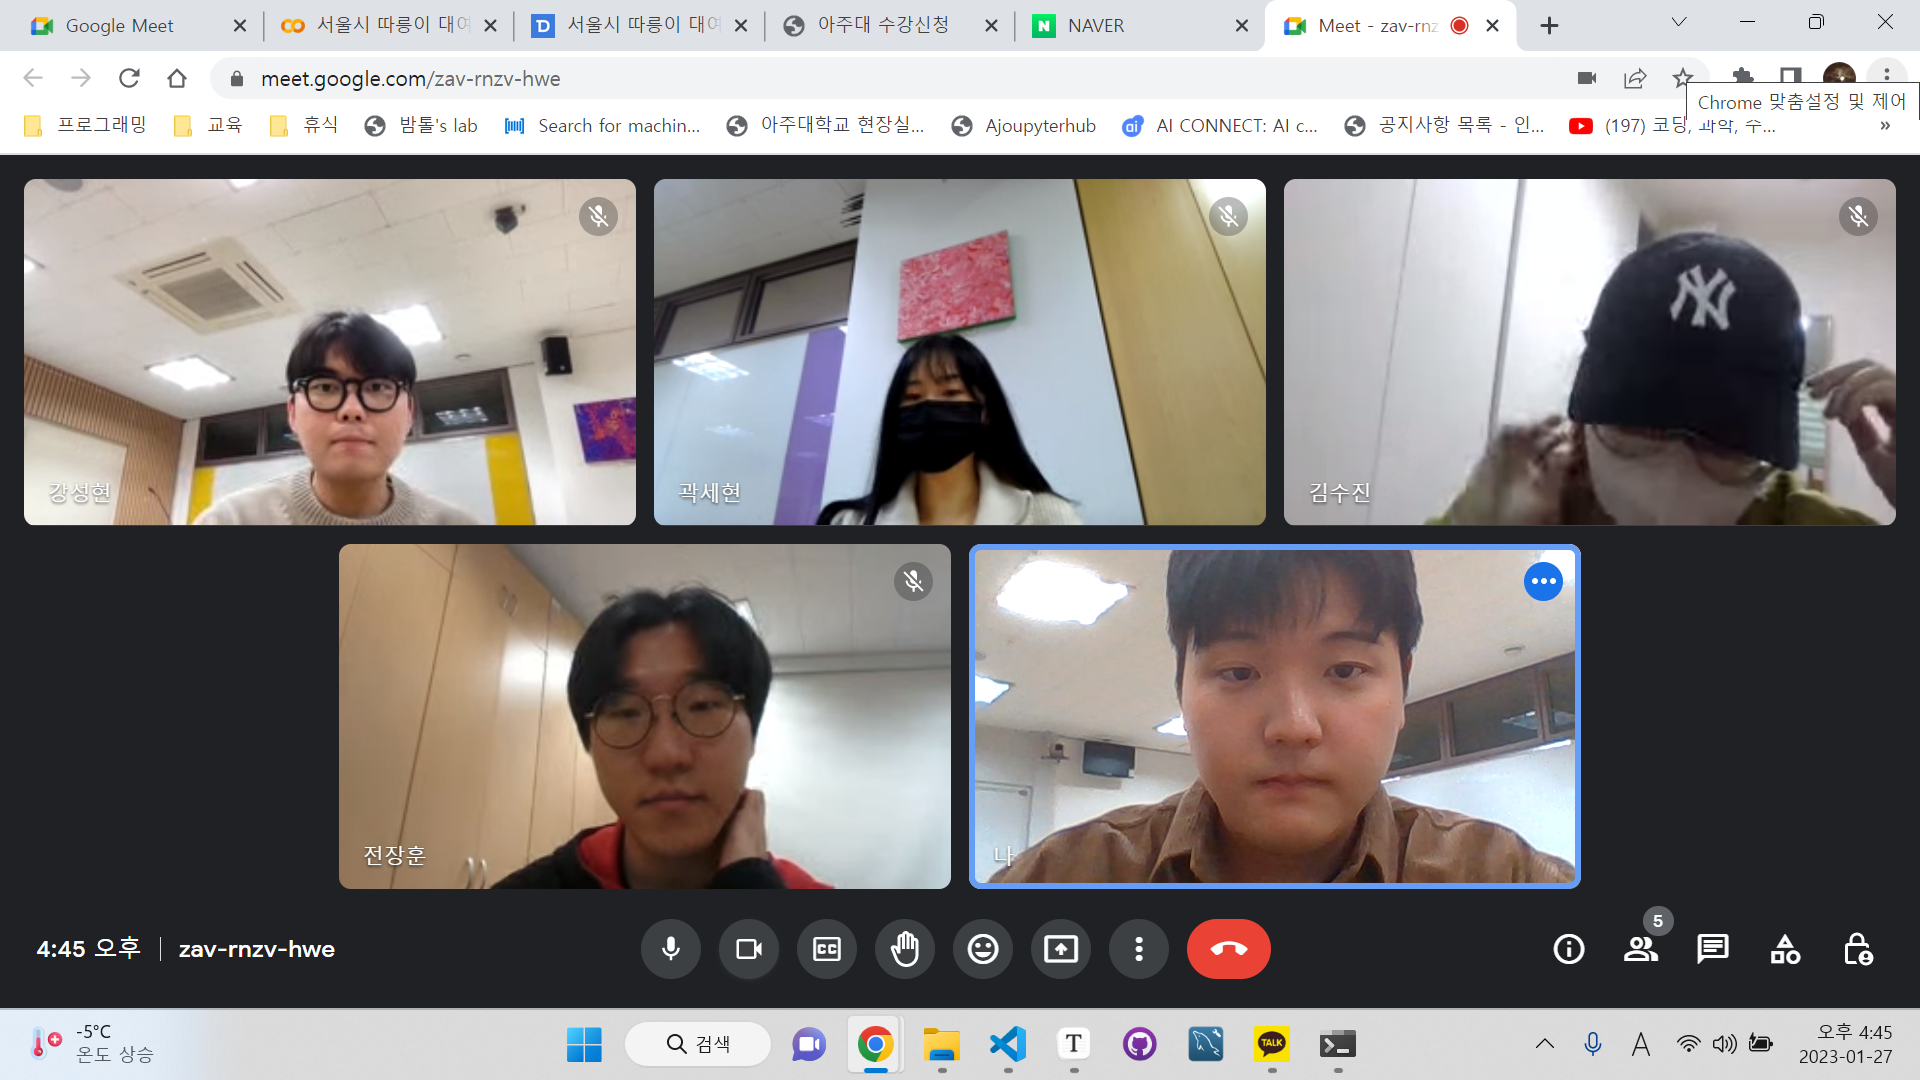 Google Meet
서울시 따릉이 대여
서울시 따릉이 대여
아주대 수강신청
NAVER
Meet - zav-rnz
meet.google.com/zav-rnzv-hwe
Chrome 맞춤설정 및 제어
프로그래밍
교육
휴식
밤톨's lab
Search for machin...
아주대학교 현장실...
Ajoupyterhub
AI CONNECT: AI c...
공지사항 목록 - 인...
(197) 코딩, 과학, 수...
»
NY
강성현
곽세현
김수진
전장훈
나
4:45 오후
zav-rnzv-hwe
CC
5
-5°C
온도 상승
검색
T
TALK
A
오후 4:45
2023-01-27